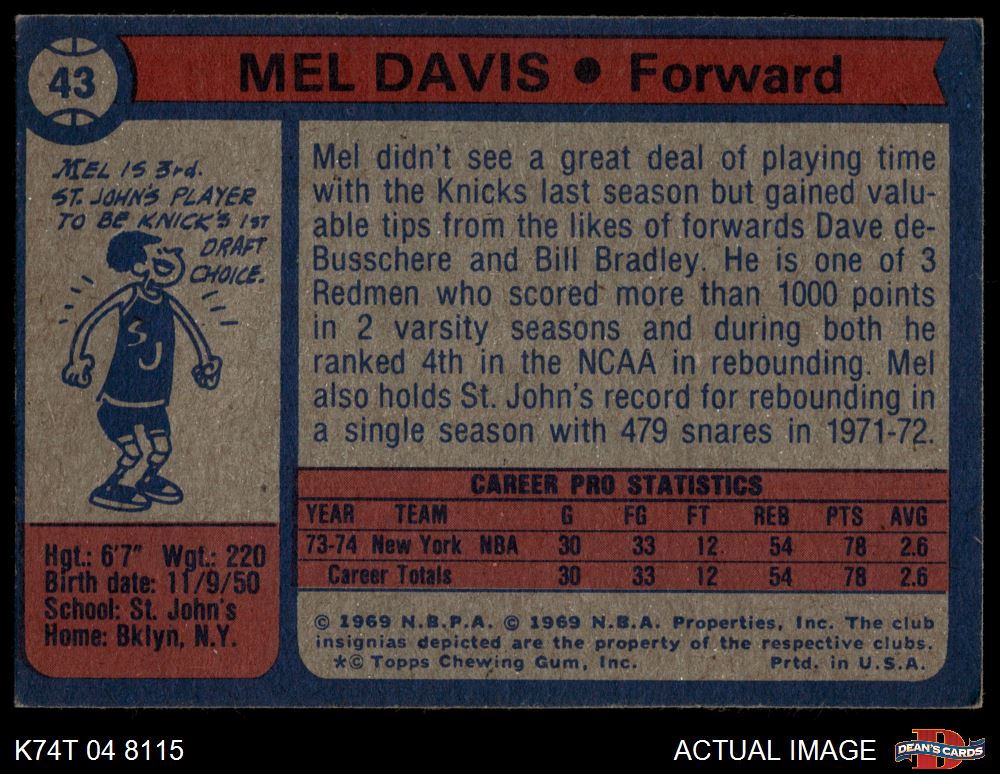 43
MEL DAVIS • Forward
MEL IS 3rd.
ST. JOHN'S PLAYER
TO BE KNICK'S 1ST
DRAFT
CHOICE.
SJ
Mel didn't see a great deal of playing time
with the Knicks last season but gained valu-
able tips from the likes of forwards Dave de-
Busschere and Bill Bradley. He is one of 3
Redmen who scored more than 1000 points
in 2 varsity seasons and during both he
ranked 4th in the NCAA in rebounding. Mel
also holds St. John's record for rebounding in
a single season with 479 snares in 1971-72.
CAREER PRO STATISTICS
YEAR TEAM G FG FT REB PTS AVG
73-74 New York NBA 30 33 12 54 78 2.6
Career Totals 30 33 12 54 78 2.6
Hgt.: 6'7" Wgt.: 220
Birth date: 11/9/50
School: St. John's
Home: Bklyn, N.Y.
© 1969 N.B.P.A. © 1969 N.B.A. Properties, Inc. The club
insignias depicted are the property of the respective clubs.
*© Topps Chewing Gum, Inc. Prtd. in U.S.A.
K74T 04 8115
ACTUAL IMAGE
DEAN'S CARDS